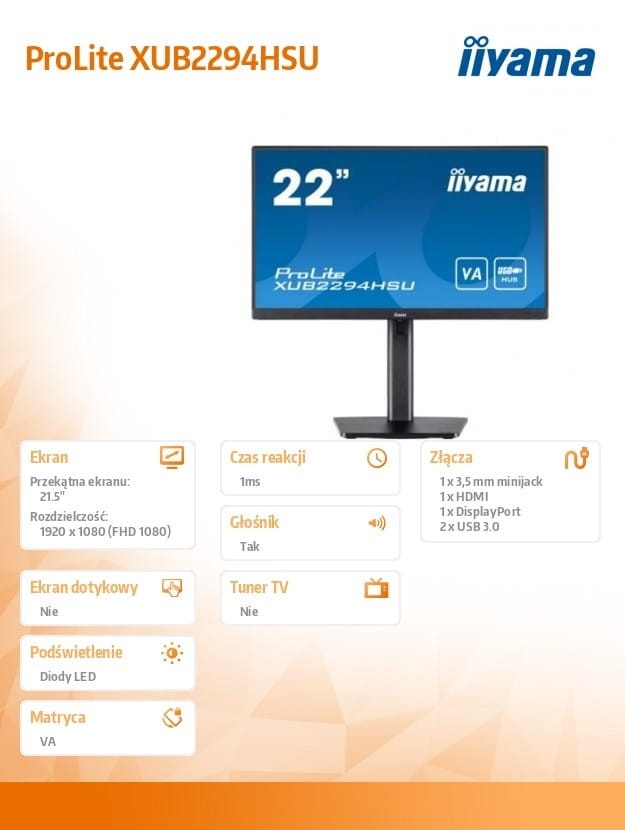 ProLite XUB2294HSU
iiyama
22”
iiyama
ProLite
XUB2294HSU
VA
USB
HUB
iiyama
Ekran
Przekątna ekranu:
21.5"
Rozdzielczość:
1920 x 1080 (FHD 1080)
Czas reakcji
1ms
Głośnik
Tak
Złącza
1 x 3,5 mm minijack
1 x HDMI
1 x DisplayPort
2 x USB 3.0
Ekran dotykowy
Nie
Tuner TV
Nie
Podświetlenie
Diody LED
Matryca
VA